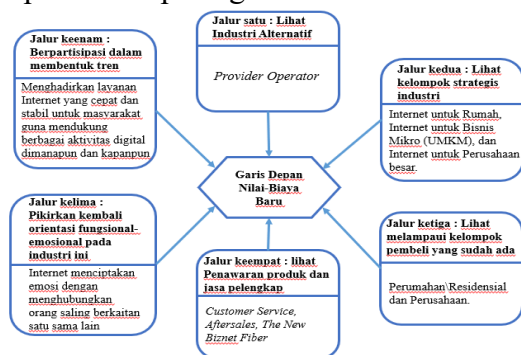 Jalur satu : Lihat
Industri Alternatif
Provider Operator
Jalur kedua : Lihat
kelompok strategis
industri
Internet untuk Rumah,
Internet untuk Bisnis
Mikro (UMKM), dan
Internet untuk Perusahaan
besar.
Jalur ketiga : Lihat
melampaui kelompok
pembeli yang sudah ada
Perumahan\Residensial
dan Perusahaan.
Jalur keempat : lihat
Penawaran produk dan
jasa pelengkap
Customer Service,
Aftersales, The New
Biznet Fiber
Jalur kelima :
Pikirkan kembali
orientasi fungsional-
emosional pada
industri ini
Internet menciptakan
emosi dengan
menghubungkan
orang saling berkaitan
satu sama lain
Jalur keenam :
Berpartisipasi dalam
membentuk tren
Menghadirkan layanan
Internet yang cepat dan
stabil untuk masyarakat
guna mendukung
berbagai aktivitas digital
dimanapun dan kapanpun
Garis Depan
Nilai-Biaya
Baru